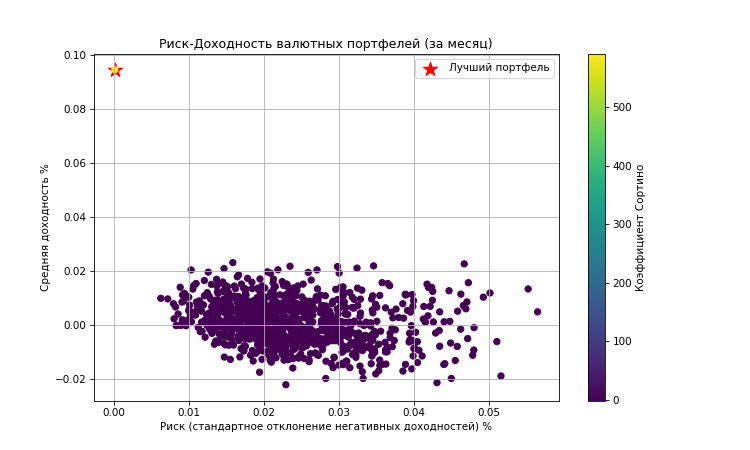 Риск-Доходность валютных портфелей (за месяц)
Лучший портфель
0.10
0.08
0.06
0.04
0.02
0.00
−0.02
Средняя доходность %
0.00 0.01 0.02 0.03 0.04 0.05
Риск (стандартное отклонение негативных доходностей) %
500
400
300
200
100
0
Коэффициент Сортино